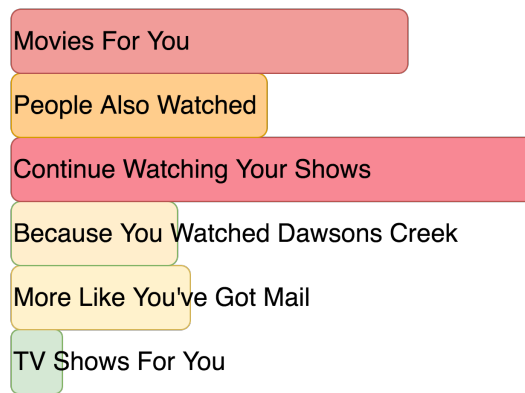 Movies For You
People Also Watched
Continue Watching Your Shows
Because You Watched Dawsons Creek
More Like You've Got Mail
TV Shows For You